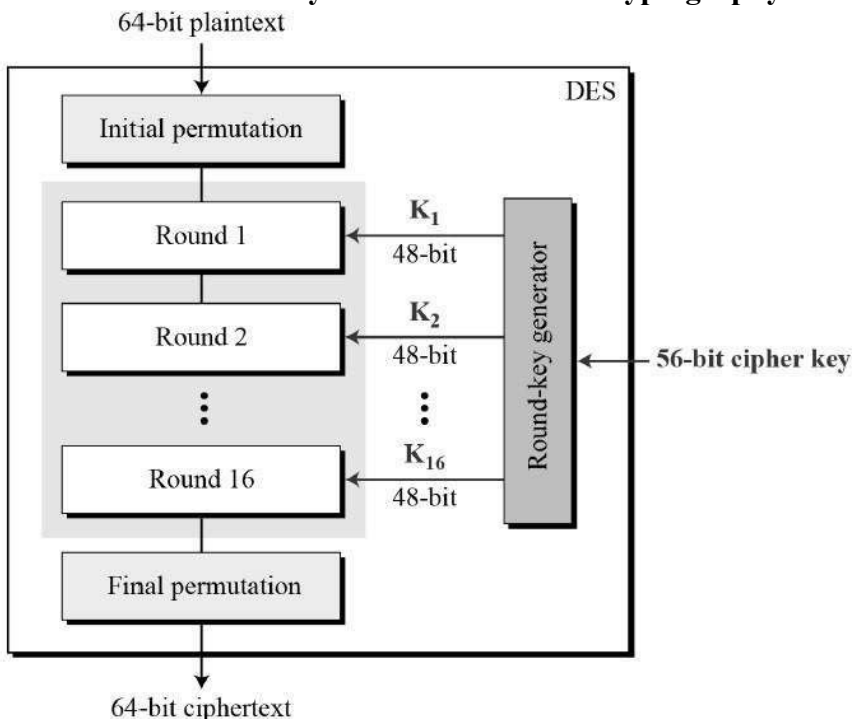 64-bit plaintext
DES
Initial permutation
Round 1
K1
48-bit
Round 2
K2
48-bit
Round-key generator
56-bit cipher key
Round 16
K16
48-bit
Final permutation
64-bit ciphertext